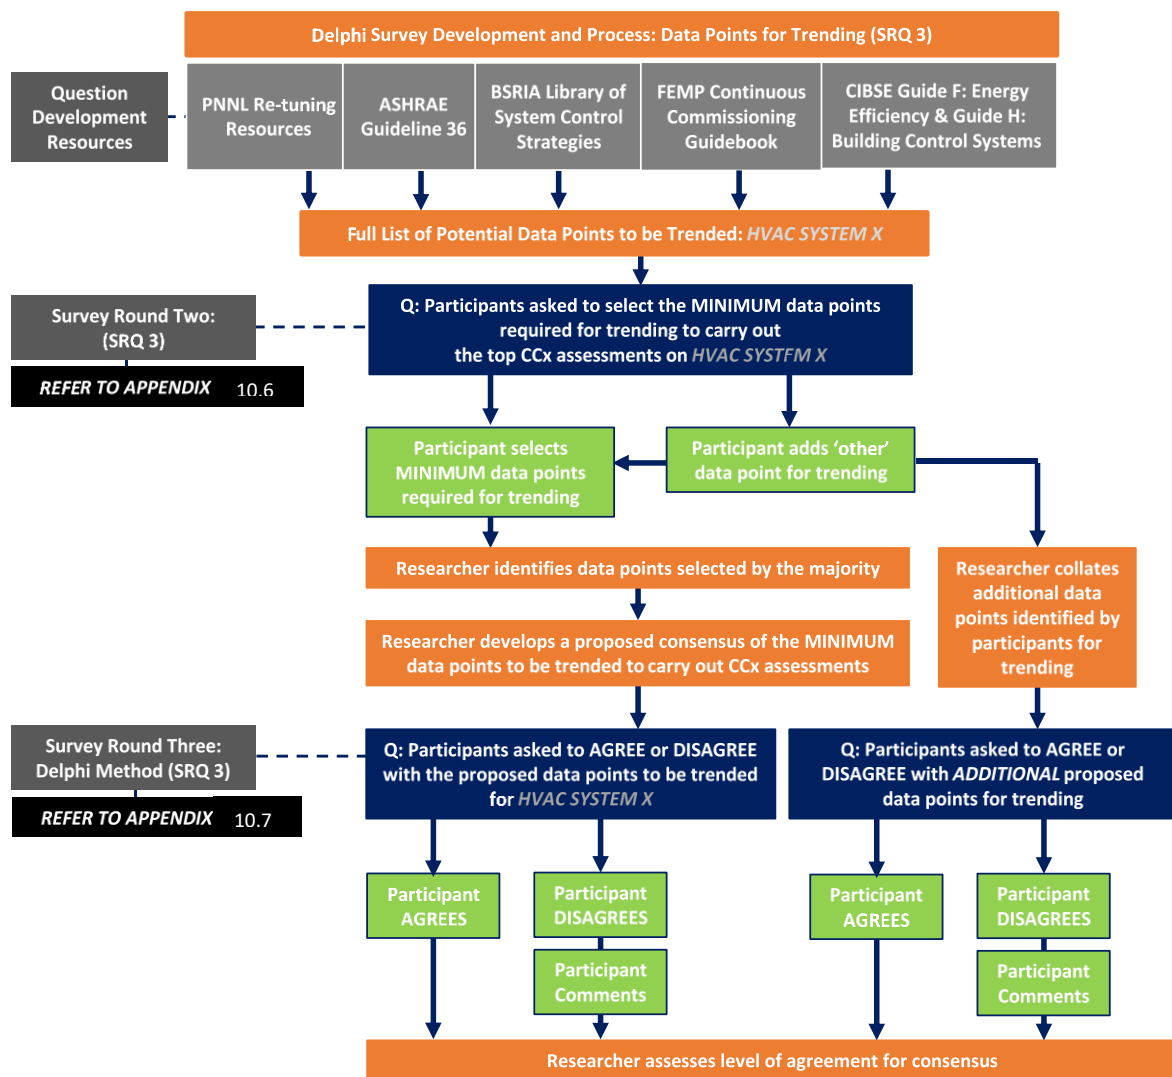 Delphi Survey Development and Process: Data Points for Trending (SRQ 3)
Question
Development
Resources
PNNL Re-tuning
Resources
ASHRAE
Guideline 36
BSRIA Library of
System Control
Strategies
FEMP Continuous
Commissioning
Guidebook
CIBSE Guide F: Energy
Efficiency & Guide H:
Building Control Systems
Full List of Potential Data Points to be Trended: HVAC SYSTEM X
Survey Round Two:
(SRQ 3)
REFER TO APPENDIX 10.6
Q: Participants asked to select the MINIMUM data points
required for trending to carry out
the top CCx assessments on HVAC SYSTEM X
Participant selects
MINIMUM data points
required for trending
Participant adds ‘other’
data point for trending
Researcher identifies data points selected by the majority
Researcher develops a proposed consensus of the MINIMUM
data points to be trended to carry out CCx assessments
Researcher collates
additional data
points identified by
participants for
trending
Survey Round Three:
Delphi Method (SRQ 3)
REFER TO APPENDIX 10.7
Q: Participants asked to AGREE or DISAGREE
with the proposed data points to be trended
for HVAC SYSTEM X
Q: Participants asked to AGREE or
DISAGREE with ADDITIONAL proposed
data points for trending
Participant
AGREES
Participant
DISAGREES
Participant
Comments
Participant
AGREES
Participant
DISAGREES
Participant
Comments
Researcher assesses level of agreement for consensus